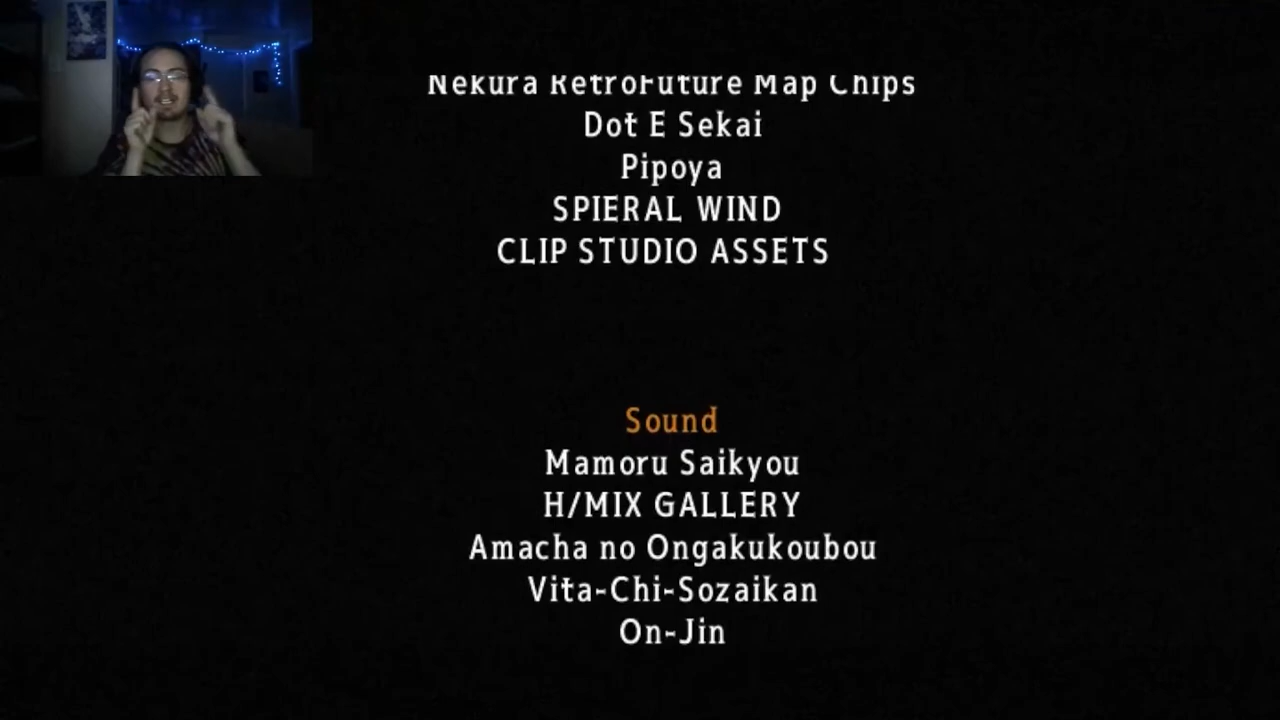 Nekura RetroFuture Map Chips
Dot E Sekai
Pipoya
SPIERAL WIND
CLIP STUDIO ASSETS
Sound
Mamoru Saikyou
H/MIX GALLERY
Amacha no Ongakukoubou
Vita-Chi-Sozaikan
On-Jin